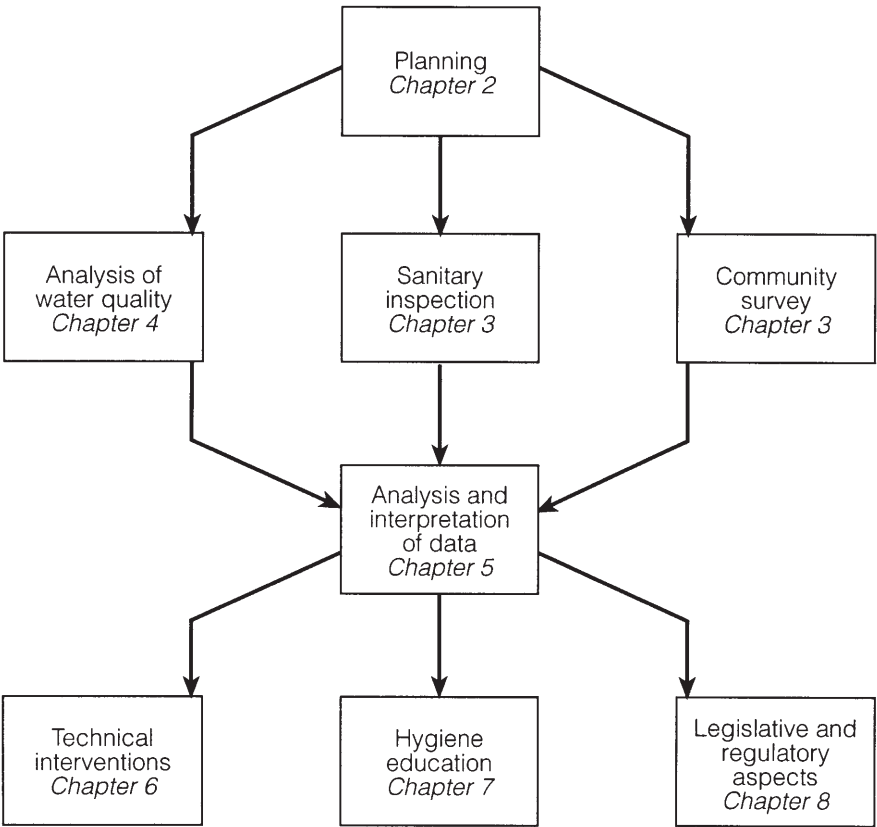 Planning
Chapter 2
Analysis of
water quality
Chapter 4
Sanitary
inspection
Chapter 3
Community
survey
Chapter 3
Analysis and
interpretation
of data
Chapter 5
Technical
interventions
Chapter 6
Hygiene
education
Chapter 7
Legislative and
regulatory
aspects
Chapter 8